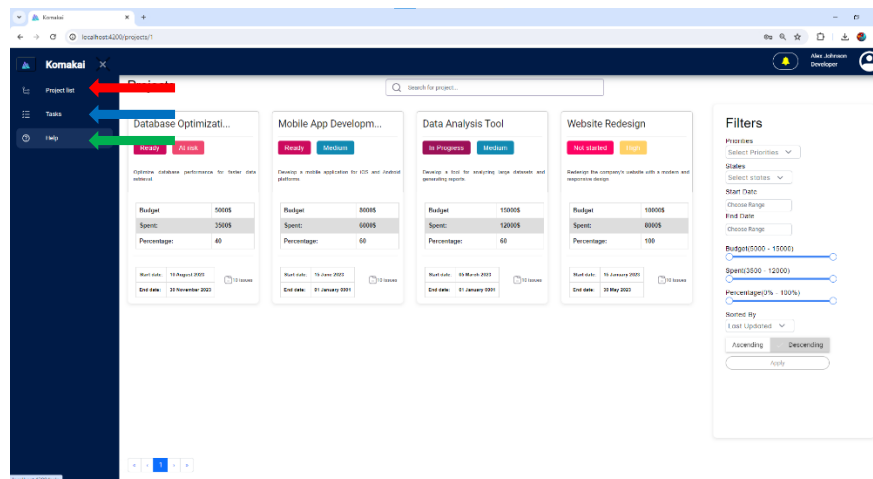 Komakai
localhost:4200/projects/1
Komakai
Alex Johnson
Developer
Project list
Tasks
Help
Search for project...
Database Optimizati...
Ready At risk
Optimize database performance for faster data retrieval
Budget 5000$
Spent: 3500$
Percentage: 40
Start date: 10 August 2023
End date: 30 November 2023
10 Issues
Mobile App Developm...
Ready Medium
Develop a mobile application for iOS and Android
platforms
Budget 8000$
Spent: 6000$
Percentage: 60
Start date: 15 June 2023
End date: 01 January 0001
10 Issues
Data Analysis Tool
In Progress Medium
Develop a tool for analyzing large datasets and
generating reports
Budget 15000$
Spent: 12000$
Percentage: 60
Start date: 05 March 2023
End date: 01 January 0001
10 Issues
Website Redesign
Not started High
Redesign the company's website with a modern and
responsive design
Budget 10000$
Spent: 8000$
Percentage: 100
Start date: 15 January 2023
End date: 30 May 2023
10 Issues
Filters
Priorities
Select Priorities
States
Select states
Start Date
Choose Range
End Date
Choose Range
Budget(5000 - 15000)
Spent(3500 - 12000)
Percentage(0% - 100%)
Sorted By
Last Updated
Ascending Descending
Apply
« ‹ 1 › »